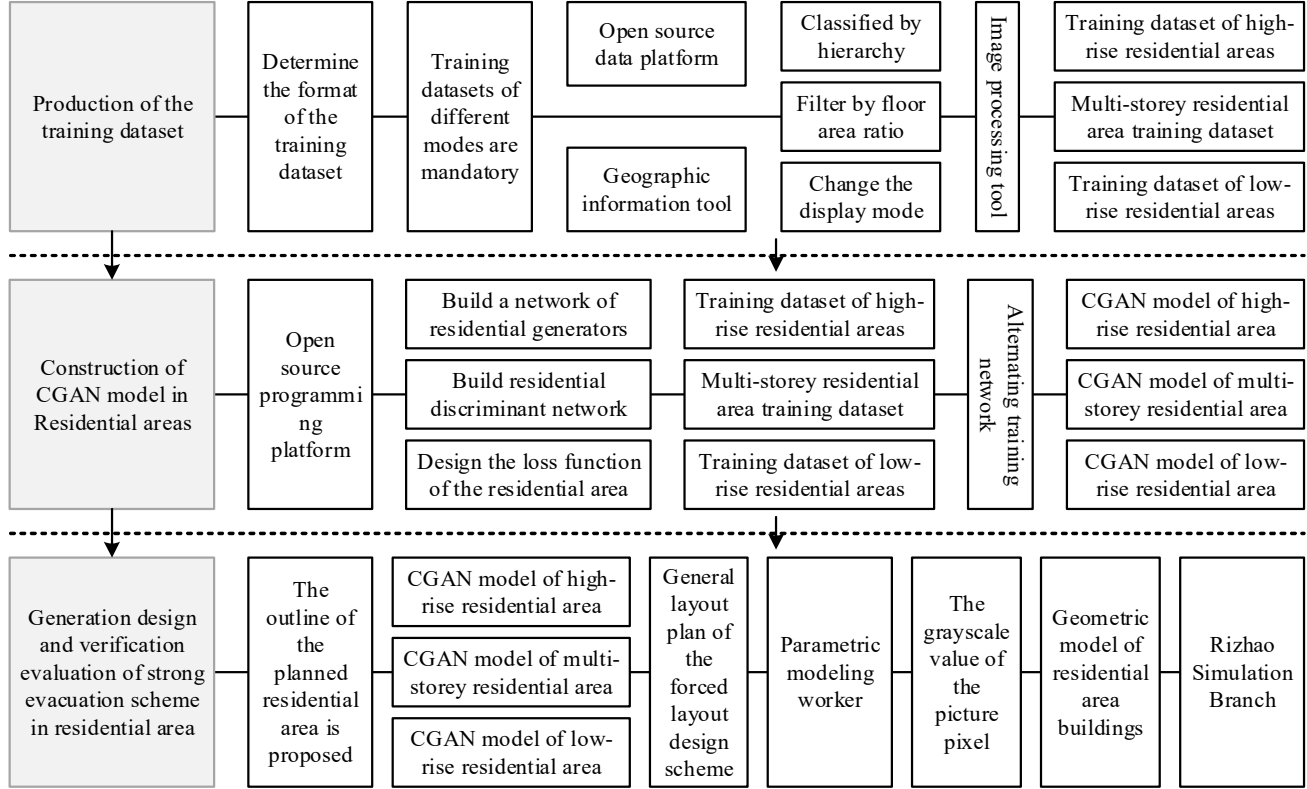 Production of the
training dataset
Determine
the format
of the
training
dataset
Training
datasets of
different
modes are
mandatory
Open source
data platform
Geographic
information tool
Classified by
hierarchy
Filter by floor
area ratio
Change the
display mode
Image processing tool
Training dataset of high-
rise residential areas
Multi-storey residential
area training dataset
Training dataset of low-
rise residential areas
Construction of
CGAN model in
Residential areas
Open
source
programmi
ng platform
Build a network of
residential generators
Build residential
discriminant network
Design the loss function
of the residential area
Training dataset of high-
rise residential areas
Multi-storey residential
area training dataset
Training dataset of low-
rise residential areas
Alternating training
network
CGAN model of high-
rise residential area
CGAN model of multi-
storey residential area
CGAN model of low-
rise residential area
Generation design
and verification
evaluation of strong
evacuation scheme
in residential area
The
outline of
the
planned
residential
area is
proposed
CGAN model of high-
rise residential area
CGAN model of multi-
storey residential area
CGAN model of low-
rise residential area
General
layout
plan of
the
forced
layout
design
scheme
Parametric
modeling
worker
The
grayscale
value of
the
picture
pixel
Geometric
model of
residential
area
buildings
Rizhao
Simulation
Branch